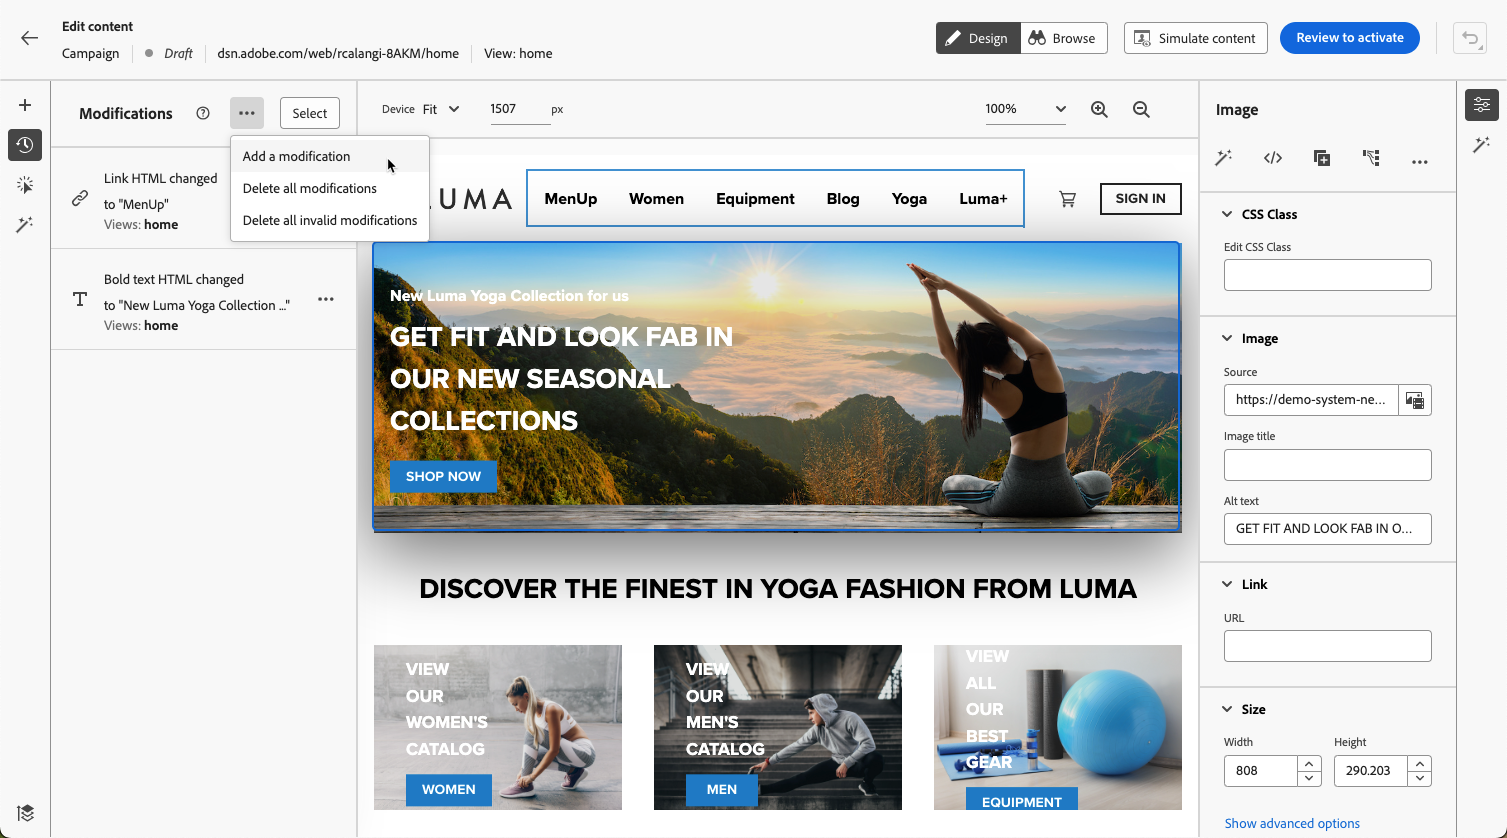 Edit content
Campaign
Draft
dsn.adobe.com/web/rcalangi-8AKM/home
View: home
Design
Browse
Simulate content
Review to activate
Modifications
Select
Add a modification
Delete all modifications
Delete all invalid modifications
Link HTML changed
to "MenUp"
Views: home
Bold text HTML changed
to "New Luma Yoga Collection ..."
Views: home
Device Fit
1507 px
100%
LUMA
MenUp Women Equipment Blog Yoga Luma+
SIGN IN
New Luma Yoga Collection for us
GET FIT AND LOOK FAB IN
OUR NEW SEASONAL
COLLECTIONS
SHOP NOW
DISCOVER THE FINEST IN YOGA FASHION FROM LUMA
VIEW
OUR
WOMEN'S
CATALOG
WOMEN
VIEW
OUR
MEN'S
CATALOG
MEN
VIEW
ALL
OUR
BEST
GEAR
EQUIPMENT
Image
CSS Class
Edit CSS Class
Image
Source
https://demo-system-ne...
Image title
Alt text
GET FIT AND LOOK FAB IN O...
Link
URL
Size
Width Height
808 290.203
Show advanced options